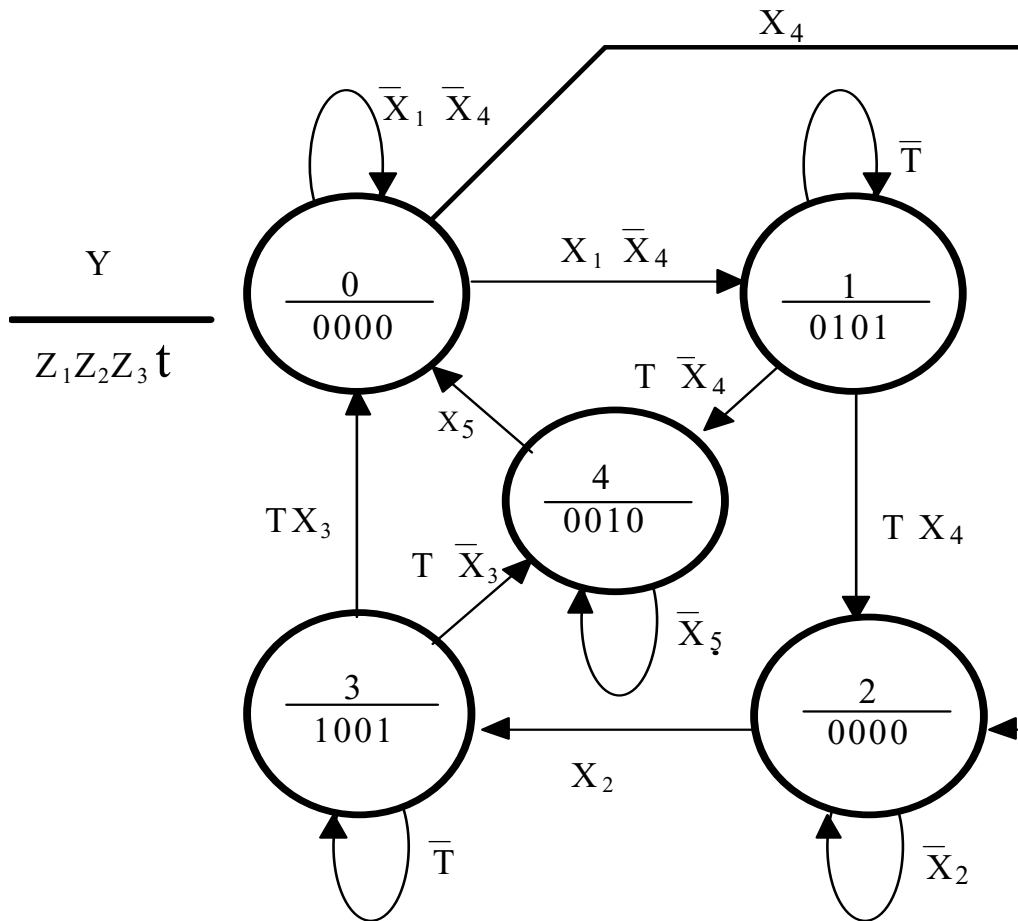 X₄
X̅₁ X̅₄
T̅
Y
X₁ X̅₄
0
0000
1
0101
Z₁Z₂Z₃t
T X̅₄
X₅
4
0010
TX₃
T X₄
T X̅₃
X̅₅
3
1001
2
0000
X₂
T̅
X̅₂